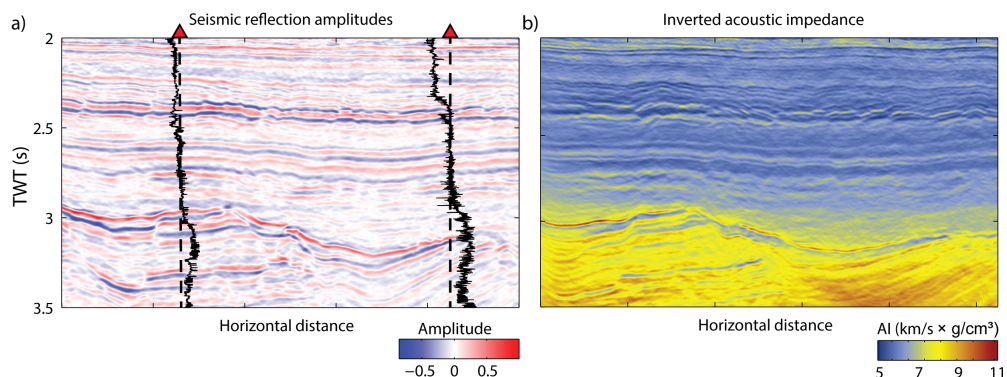 a)
Seismic reflection amplitudes
2
2.5
3
3.5
TWT (s)
Horizontal distance
Amplitude
−0.5 0 0.5
b)
Inverted acoustic impedance
Horizontal distance
AI (km/s × g/cm³)
5 7 9 11